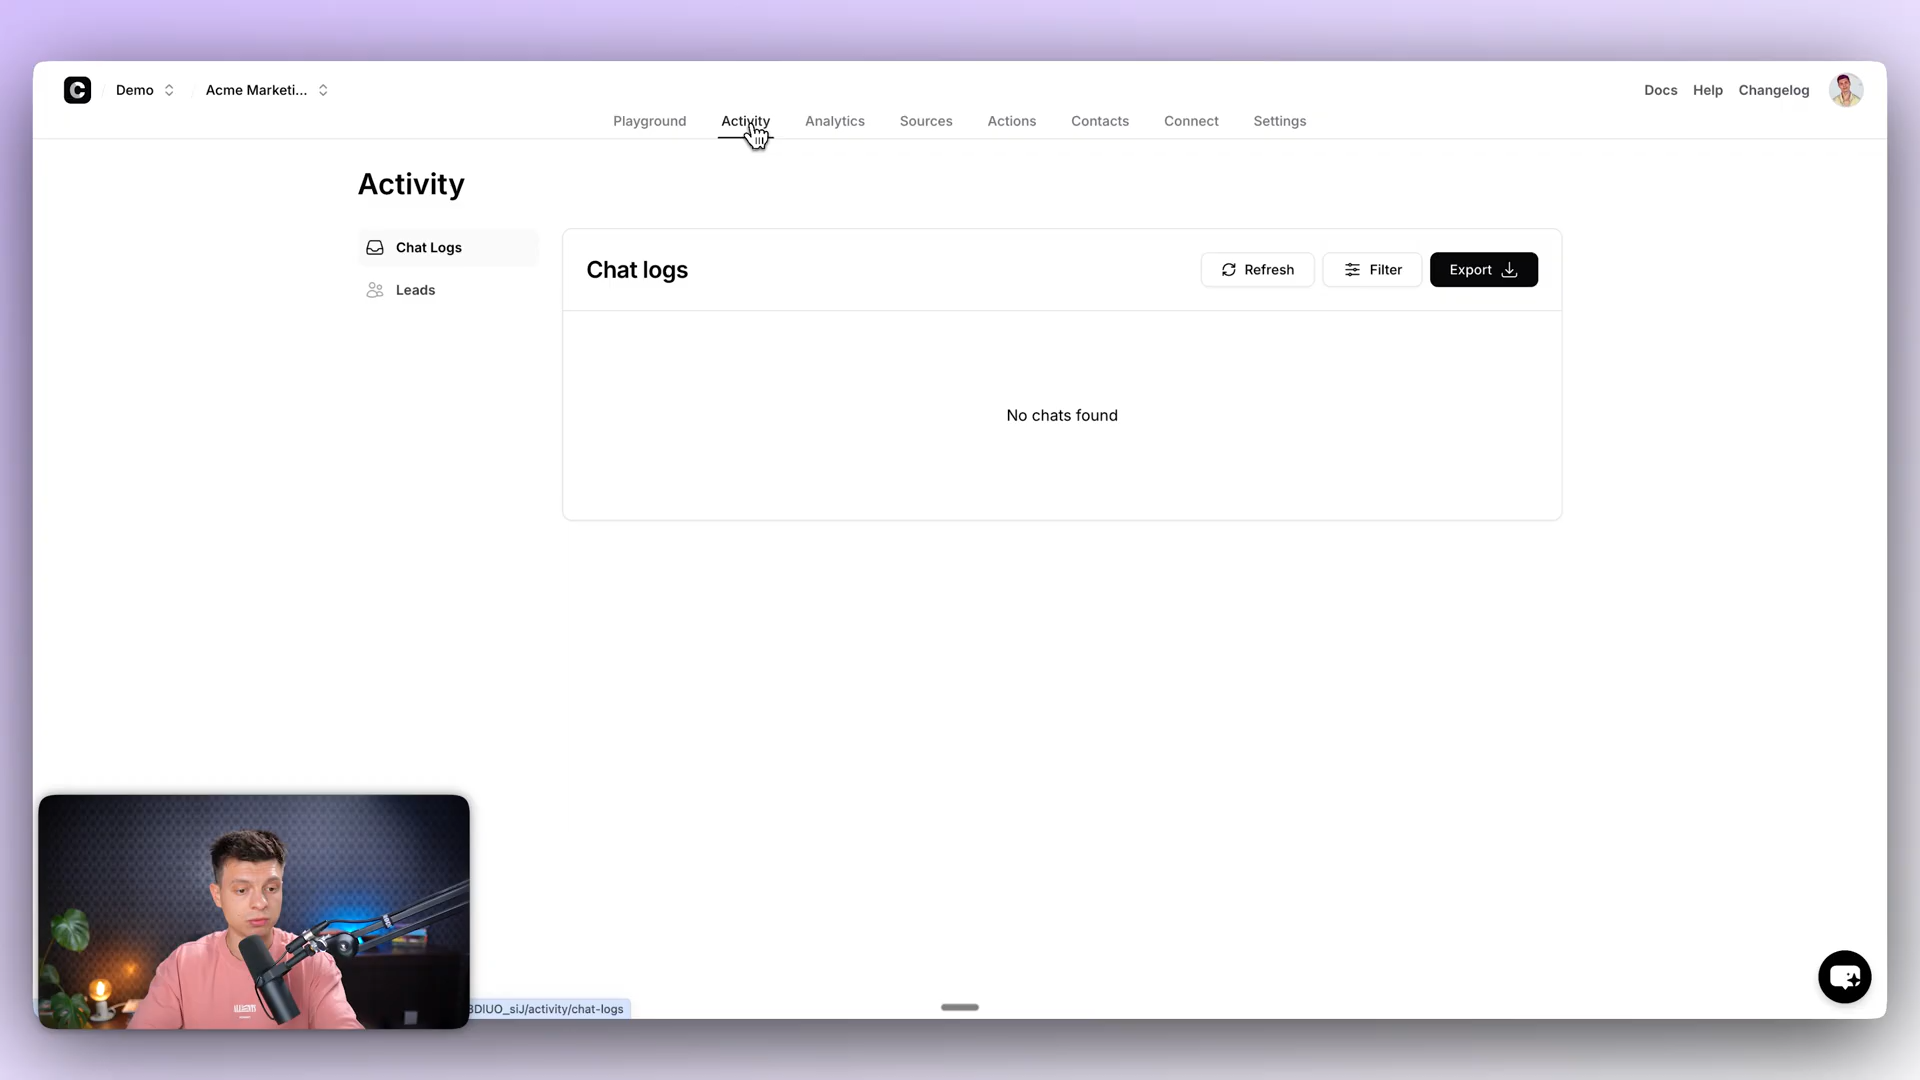 C
Demo
Acme Marketi...
Docs
Help
Changelog
Playground
Activity
Analytics
Sources
Actions
Contacts
Connect
Settings
Activity
Chat Logs
Leads
Chat logs
Refresh
Filter
Export
No chats found
DIUO_siJ/activity/chat-logs